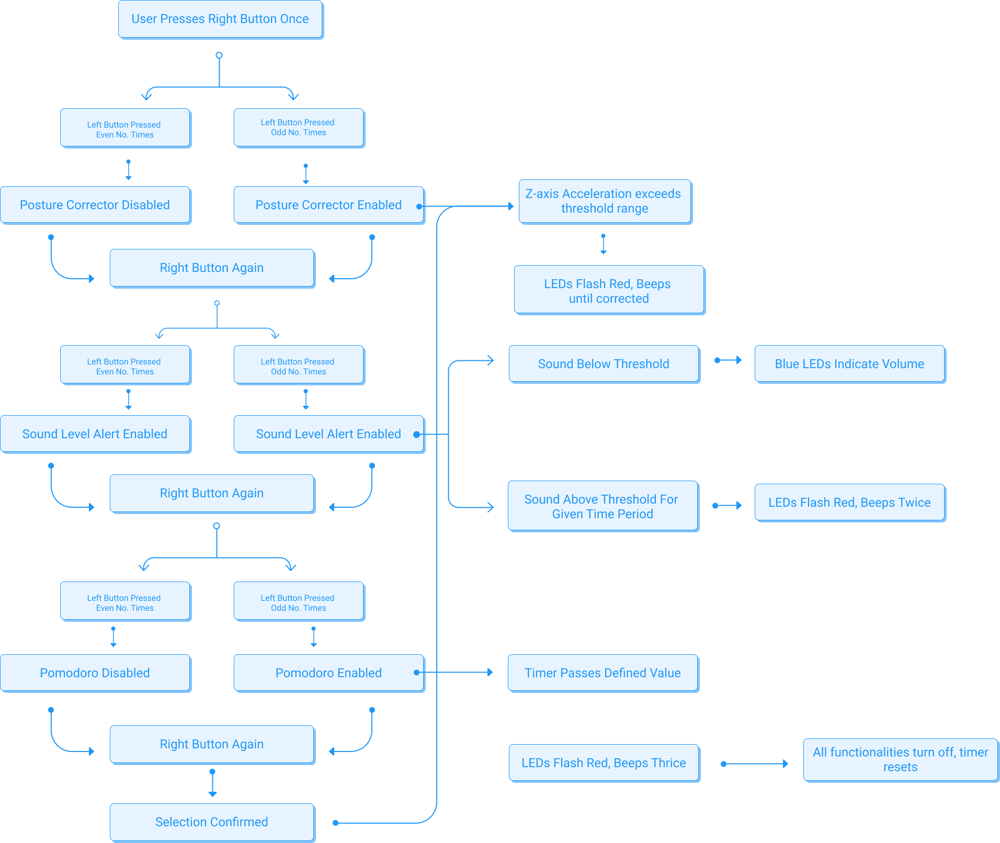 User Presses Right Button Once
Left Button Pressed
Even No. Times
Left Button Pressed
Odd No. Times
Posture Corrector Disabled
Posture Corrector Enabled
Z-axis Acceleration exceeds
threshold range
Right Button Again
LEDs Flash Red, Beeps
until corrected
Left Button Pressed
Even No. Times
Left Button Pressed
Odd No. Times
Sound Below Threshold
Blue LEDs Indicate Volume
Sound Level Alert Enabled
Sound Level Alert Enabled
Right Button Again
Sound Above Threshold For
Given Time Period
LEDs Flash Red, Beeps Twice
Left Button Pressed
Even No. Times
Left Button Pressed
Odd No. Times
Pomodoro Disabled
Pomodoro Enabled
Timer Passes Defined Value
Right Button Again
LEDs Flash Red, Beeps Thrice
All functionalities turn off, timer
resets
Selection Confirmed